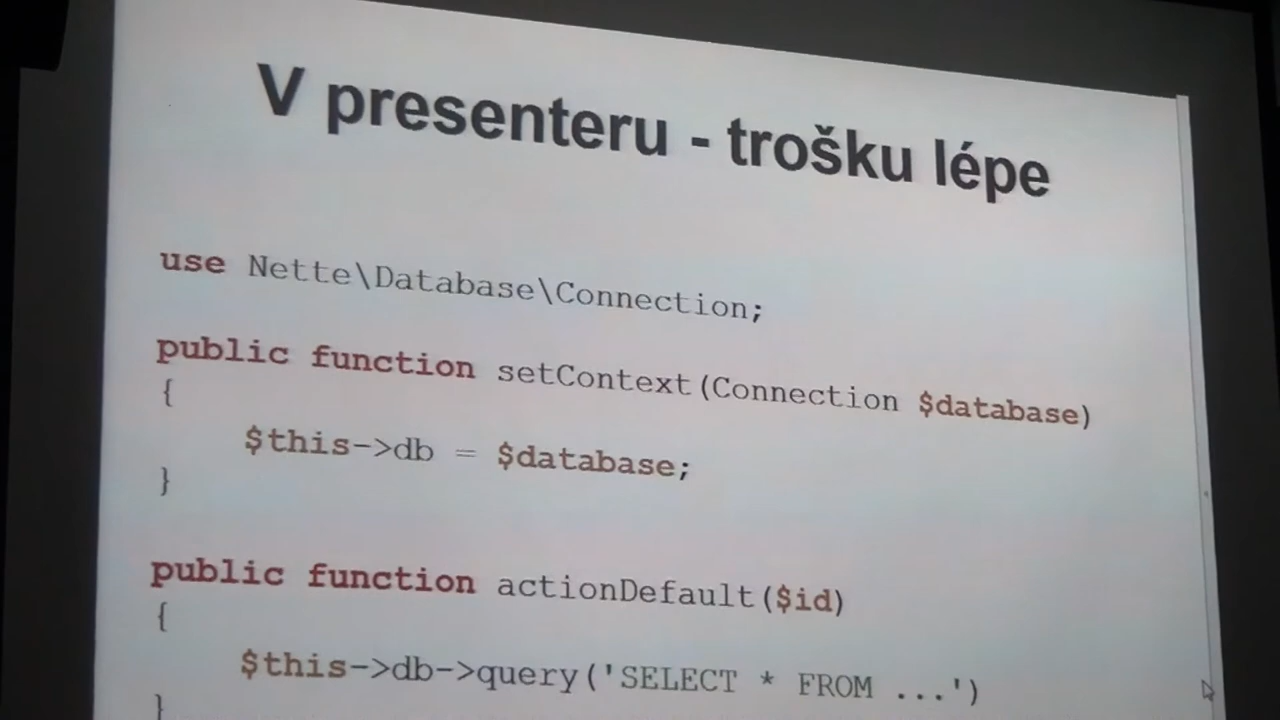 V presenteru - trošku lépe
use Nette\Database\Connection;
public function setContext(Connection $database)
{
$this->db = $database;
}
public function actionDefault($id)
{
$this->db->query('SELECT * FROM ...')
}